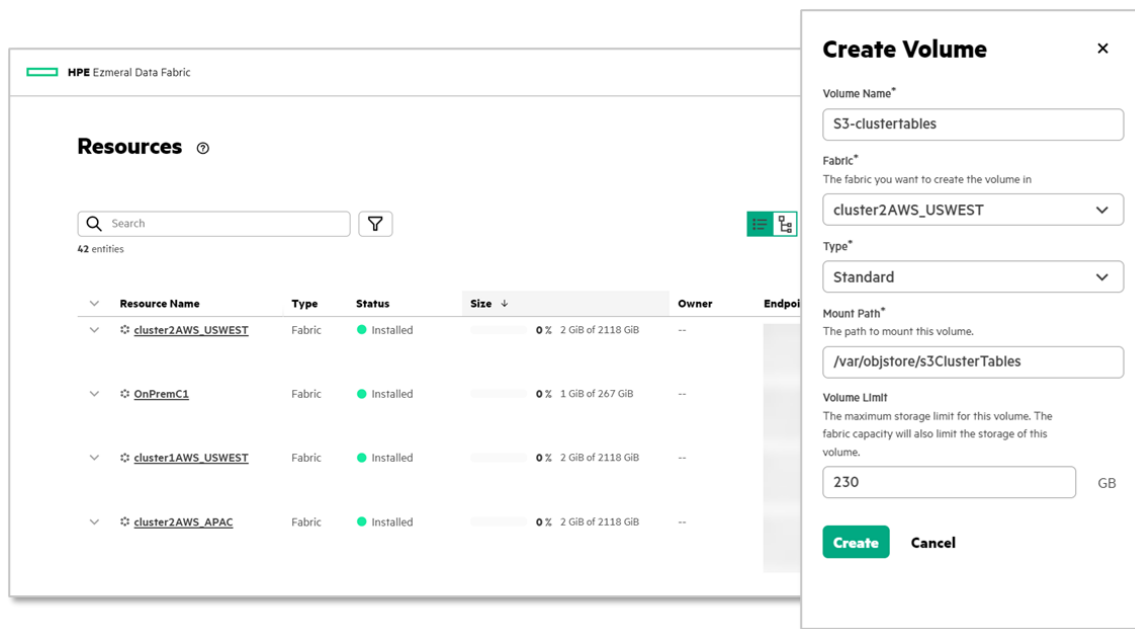 HPE Ezmeral Data Fabric
Resources ?
Search
42 entities
Resource Name Type Status Size ↓ Owner
cluster2AWS_USWEST Fabric Installed 0 % 2 GiB of 2118 GiB --
OnPremC1 Fabric Installed 0 % 1 GiB of 267 GiB --
cluster1AWS_USWEST Fabric Installed 0 % 2 GiB of 2118 GiB --
cluster2AWS_APAC Fabric Installed 0 % 2 GiB of 2118 GiB --
Create Volume ×
Volume Name*
S3-clustertables
Fabric*
The fabric you want to create the volume in
cluster2AWS_USWEST
Type*
Standard
Mount Path*
The path to mount this volume.
/var/objstore/s3ClusterTables
Volume Limit
The maximum storage limit for this volume. The
fabric capacity will also limit the storage of this
volume.
230 GB
Create Cancel